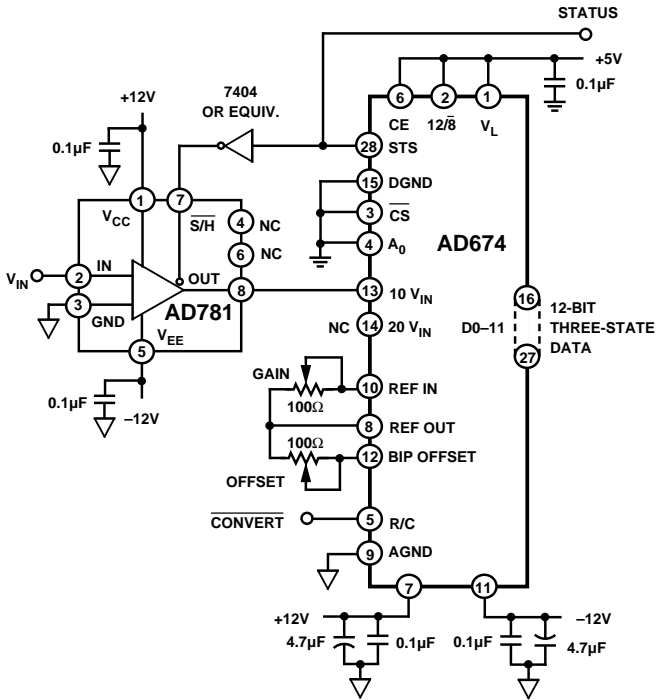 STATUS
+5V
0.1µF
7404
OR EQUIV.
+12V
0.1µF
6
2
1
CE
12/8̅
V_L
28 STS
15 DGND
3 C̅S̅
4 A0
AD674
1
7
V_CC
S̅/̅H̅
4 NC
6 NC
V_IN
2 IN
OUT
8
3
GND
AD781
V_EE
5
0.1µF
–12V
13 10 V_IN
NC 14 20 V_IN
16
D0–11
12-BIT
THREE-STATE
DATA
27
GAIN
100Ω
10 REF IN
8 REF OUT
100Ω
12 BIP OFFSET
OFFSET
C̅O̅N̅V̅E̅R̅T̅
5 R/C
9 AGND
7
11
+12V
4.7µF
0.1µF
–12V
0.1µF
4.7µF